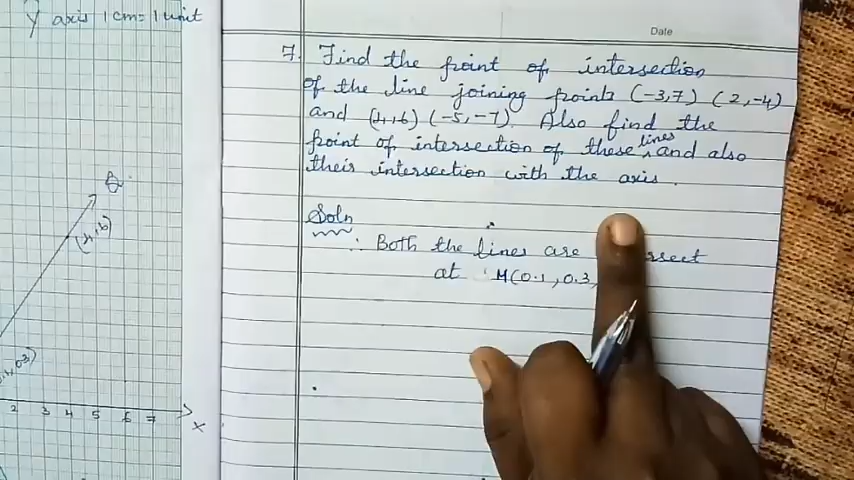 Y axis 1cm = 1 unit
Date
7. Find the point of intersection
of the line joining points (-3,7) (2,-4)
and (4,6) (-5,-7). Also find the
point of intersection of these lines and also
their intersection with the axis.
Soln
∴ Both the lines are
at M(0.1, 0.3,
Q
(4,6)
2 3 4 5 6 7
X